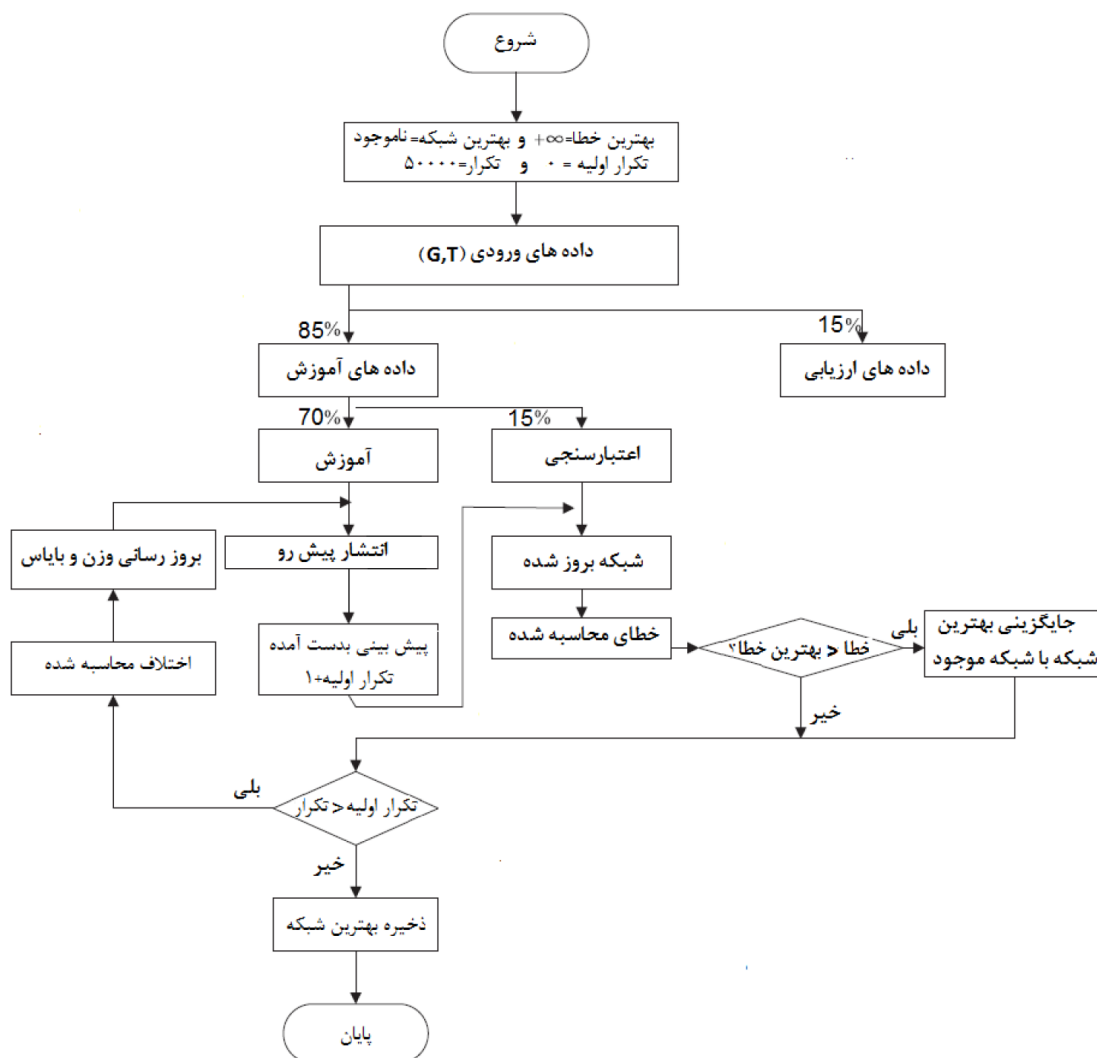 شروع
بهترین خطا=∞+ و بهترین شبکه=ناموجود
تکرار اولیه = ۰ و تکرار=۵۰۰۰۰
داده های ورودی (G,T)
85%
15%
داده های آموزش
داده های ارزیابی
70%
15%
آموزش
اعتبارسنجی
بروز رسانی وزن و بایاس
انتشار پیش رو
شبکه بروز شده
اختلاف محاسبه شده
پیش بینی بدست آمده
تکرار اولیه+۱
خطای محاسبه شده
خطا < بهترین خطا؟
بلی
جایگزینی بهترین
شبکه با شبکه موجود
خیر
بلی
تکرار اولیه < تکرار
خیر
ذخیره بهترین شبکه
پایان